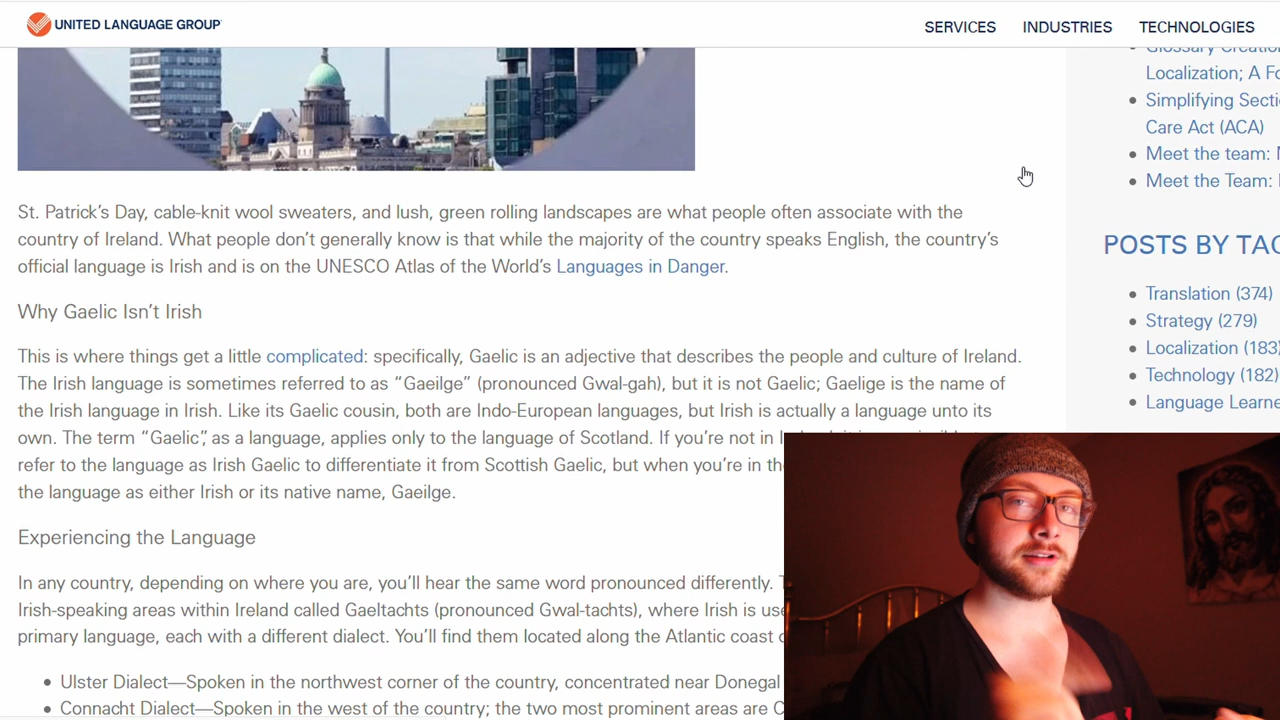 UNITED LANGUAGE GROUP
SERVICES INDUSTRIES TECHNOLOGIES
St. Patrick's Day, cable-knit wool sweaters, and lush, green rolling landscapes are what people often associate with the
country of Ireland. What people don't generally know is that while the majority of the country speaks English, the country's
official language is Irish and is on the UNESCO Atlas of the World's Languages in Danger.
Why Gaelic Isn't Irish
This is where things get a little complicated: specifically, Gaelic is an adjective that describes the people and culture of Ireland.
The Irish language is sometimes referred to as “Gaeilge” (pronounced Gwal-gah), but it is not Gaelic; Gaelige is the name of
the Irish language in Irish. Like its Gaelic cousin, both are Indo-European languages, but Irish is actually a language unto its
own. The term “Gaelic”, as a language, applies only to the language of Scotland. If you're not in
refer to the language as Irish Gaelic to differentiate it from Scottish Gaelic, but when you're in
the language as either Irish or its native name, Gaeilge.
Experiencing the Language
In any country, depending on where you are, you'll hear the same word pronounced differently.
Irish-speaking areas within Ireland called Gaeltachts (pronounced Gwal-tachts), where Irish is
primary language, each with a different dialect. You'll find them located along the Atlantic coast
• Ulster Dialect—Spoken in the northwest corner of the country, concentrated near Donegal
• Connacht Dialect—Spoken in the west of the country; the two most prominent areas are
• Glossary
Localization; A
• Simplifying
Care Act (ACA)
• Meet the team:
• Meet the Team:
POSTS BY
• Translation (374)
• Strategy (279)
• Localization (183)
• Technology (182)
• Language